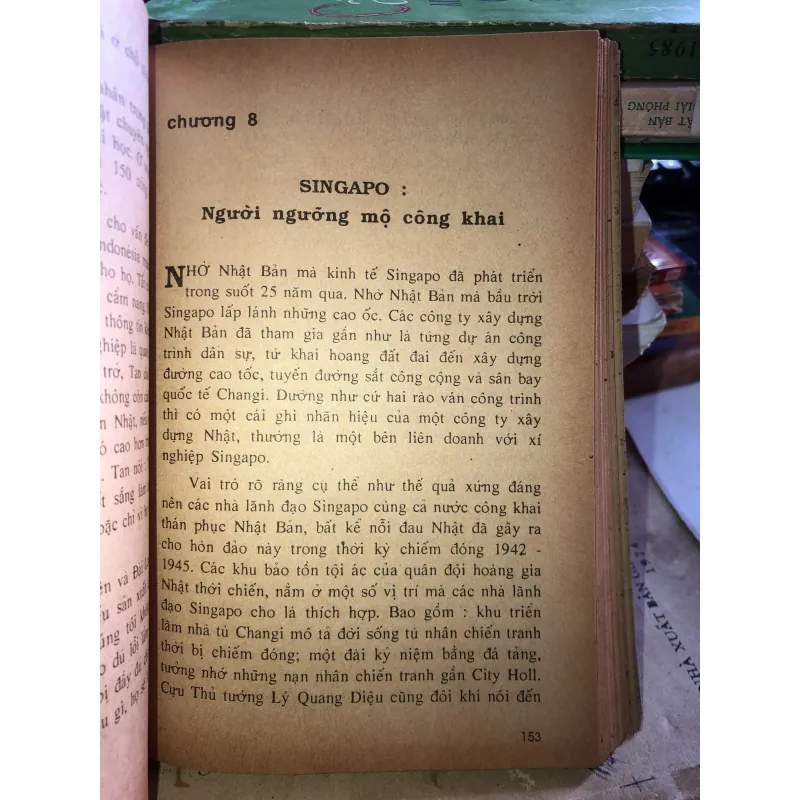 chương 8
SINGAPO :
Người ngưỡng mộ công khai
NHỜ Nhật Bản mà kinh tế Singapo đã phát triển
trong suốt 25 năm qua. Nhờ Nhật Bản mà bầu trời
Singapo lấp lánh những cao ốc. Các công ty xây dựng
Nhật Bản đã tham gia gần như là từng dự án công
trình dân sự, từ khai hoang đất đai đến xây dựng
đường cao tốc, tuyến đường sắt công cộng và sân bay
quốc tế Changi. Dường như cứ hai rào ván công trình
thì có một cái ghi nhãn hiệu của một công ty xây
dựng Nhật, thường là một bên liên doanh với xí
nghiệp Singapo.
Vai trò rõ ràng cụ thể như thế quả xứng đáng
nên các nhà lãnh đạo Singapo cùng cả nước công khai
thán phục Nhật Bản, bất kể nỗi đau Nhật đã gây ra
cho hòn đảo này trong thời kỳ chiếm đóng 1942 -
1945. Các khu bảo tồn tội ác của quân đội hoàng gia
Nhật thời chiến, nằm ở một số vị trí mà các nhà lãnh
đạo Singapo cho là thích hợp. Bao gồm : khu triển
lãm nhà tù Changi mô tả đời sống tù nhân chiến tranh
thời bị chiếm đóng; một đài kỷ niệm bằng đá tảng,
tưởng nhớ những nạn nhân chiến tranh gần City Holl.
Cựu Thủ tướng Lý Quang Diệu cũng đôi khi nói đến
153
1985
NHÀ XUẤT BẢN